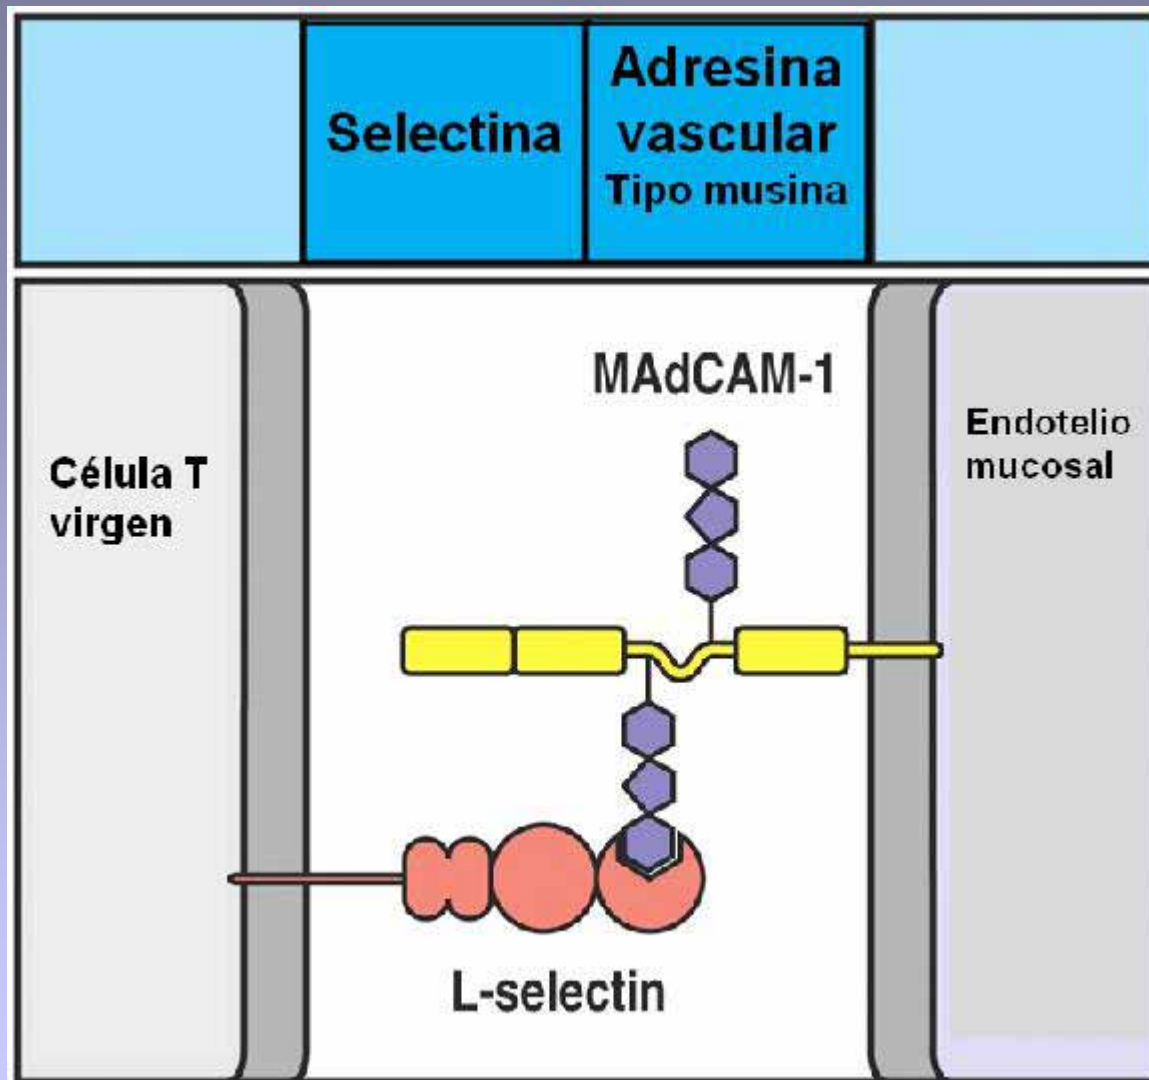 Selectina
Adresina
vascular
Tipo musina
MAdCAM-1
Célula T
virgen
Endotelio
mucosal
L-selectin